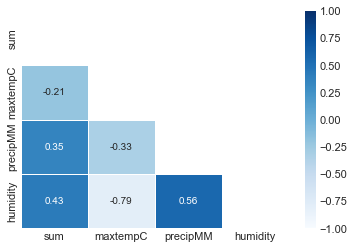 sum
maxtempC
precipMM
humidity
-0.21
0.35 -0.33
0.43 -0.79 0.56
sum maxtempC precipMM humidity
1.00
0.75
0.50
0.25
0.00
−0.25
−0.50
−0.75
−1.00